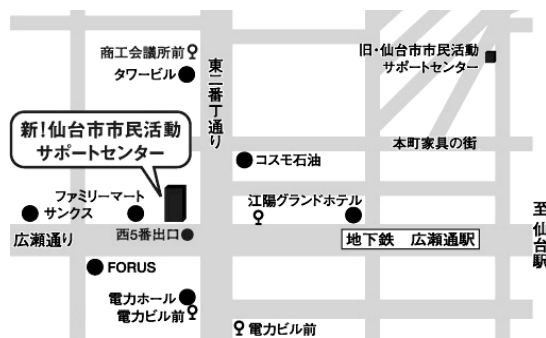 商工会議所前
タワービル
東二番丁通り
旧・仙台市市民活動
サポートセンター
新!仙台市市民活動
サポートセンター
コスモ石油
本町家具の街
ファミリーマート
サンクス
江陽グランドホテル
広瀬通り
西5番出口
地下鉄 広瀬通駅
至仙台駅
FORUS
電力ホール
電力ビル前
電力ビル前